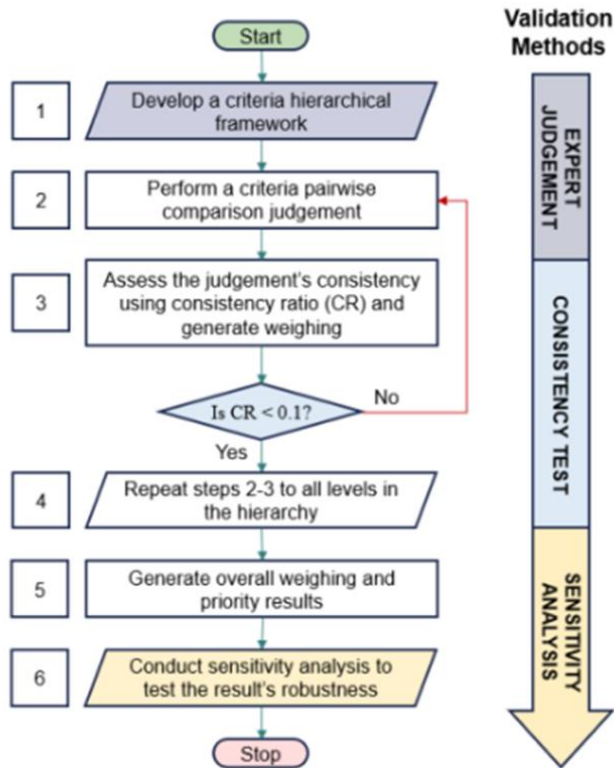 Validation
Methods
Start
1
Develop a criteria hierarchical
framework
2
Perform a criteria pairwise
comparison judgement
3
Assess the judgement's consistency
using consistency ratio (CR) and
generate weighing
Is CR < 0.1?
No
Yes
4
Repeat steps 2-3 to all levels in
the hierarchy
5
Generate overall weighing and
priority results
6
Conduct sensitivity analysis to
test the result's robustness
Stop
EXPERT
JUDGEMENT
CONSISTENCY TEST
SENSITIVITY
ANALYSIS